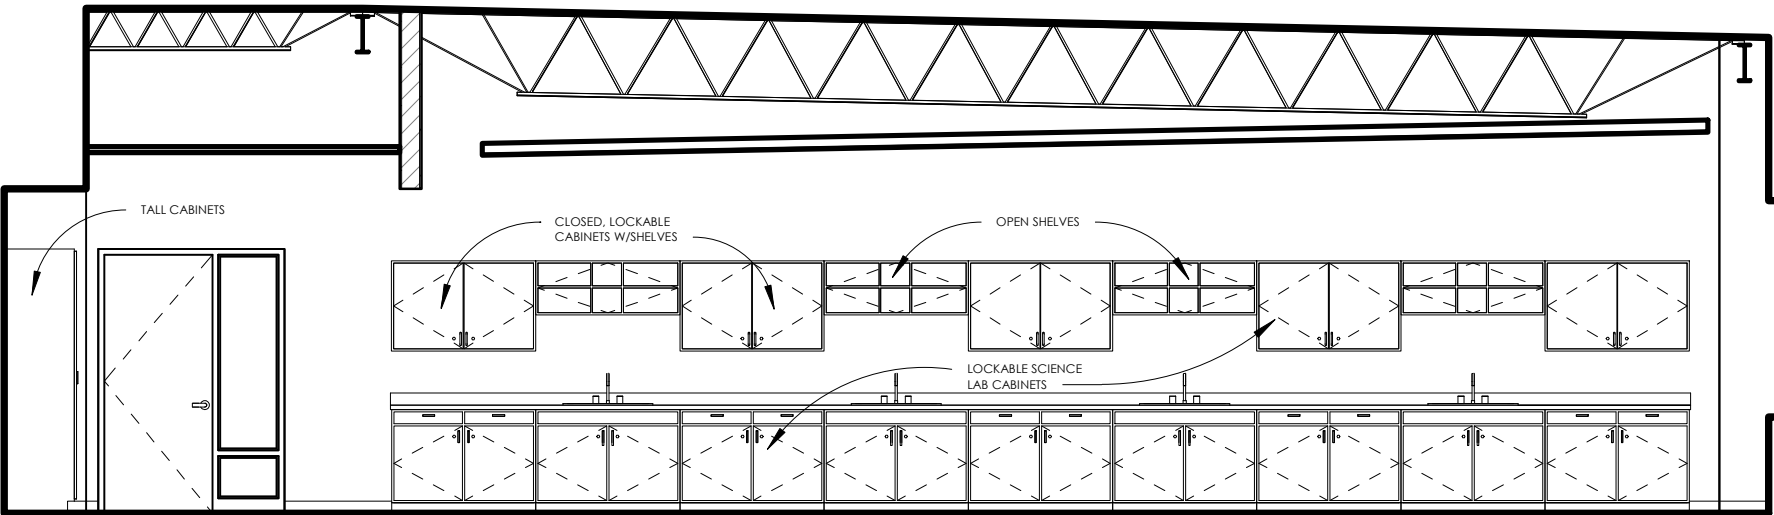 TALL CABINETS
CLOSED, LOCKABLE
CABINETS W/SHELVES
OPEN SHELVES
LOCKABLE SCIENCE
LAB CABINETS